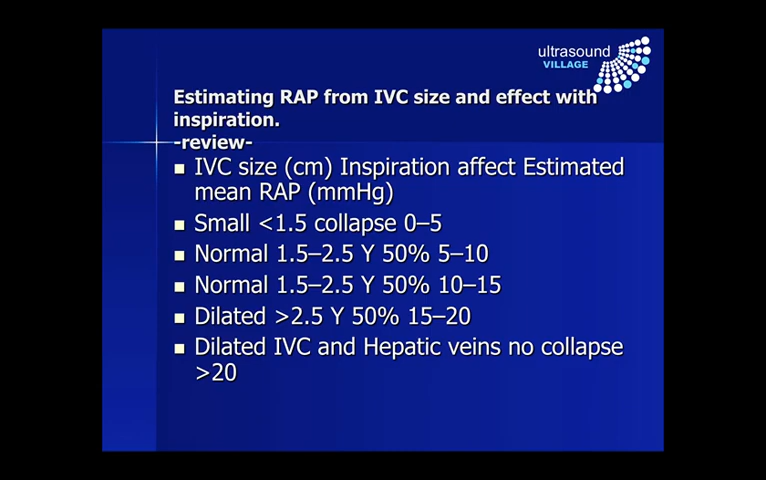 ultrasound
VILLAGE
Estimating RAP from IVC size and effect with
inspiration.
-review-
IVC size (cm) Inspiration affect Estimated
mean RAP (mmHg)
Small <1.5 collapse 0–5
Normal 1.5–2.5 Y 50% 5–10
Normal 1.5–2.5 Y 50% 10–15
Dilated >2.5 Y 50% 15–20
Dilated IVC and Hepatic veins no collapse
>20